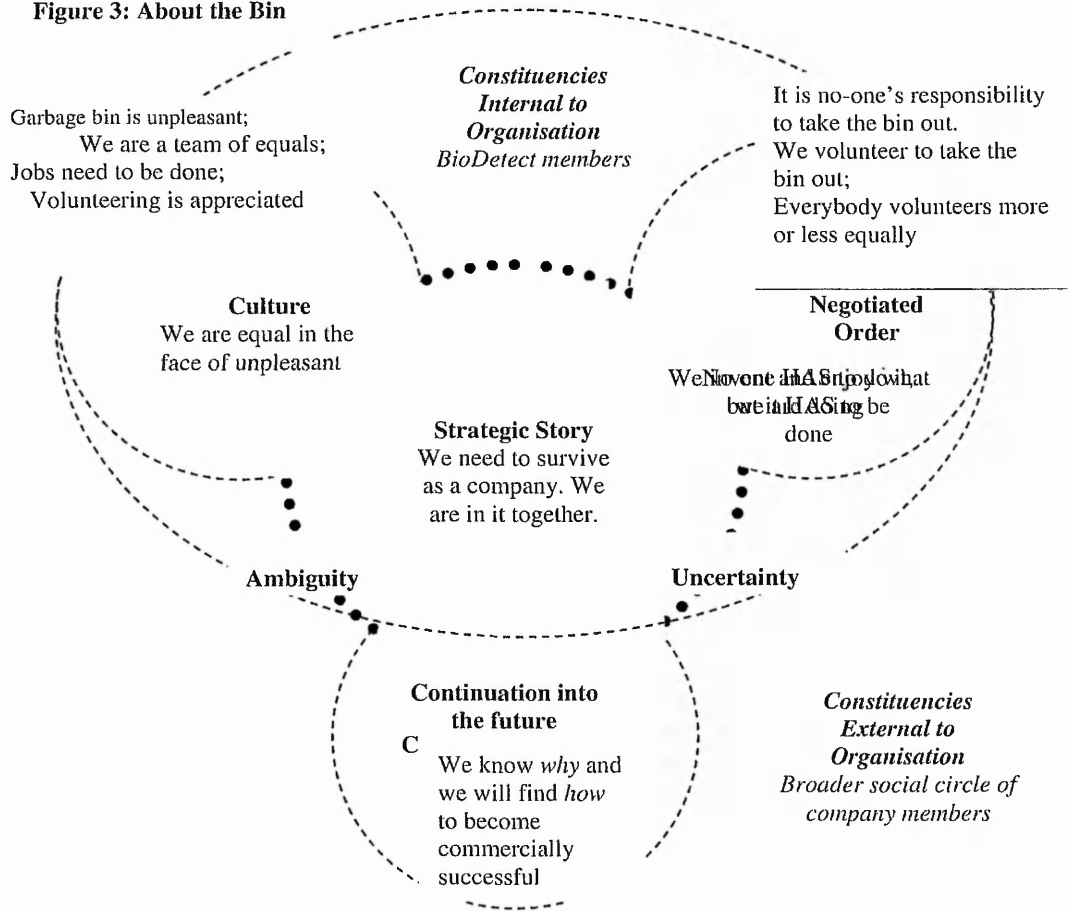 Figure 3: About the Bin
Constituencies
Internal to
Organisation
BioDetect members
Garbage bin is unpleasant;
We are a team of equals;
Jobs need to be done;
Volunteering is appreciated
It is no-one's responsibility
to take the bin out.
We volunteer to take the
bin out;
Everybody volunteers more
or less equally
Culture
We are equal in the
face of unpleasant
Negotiated
Order
be
done
Strategic Story
We need to survive
as a company. We
are in it together.
Ambiguity
Uncertainty
Continuation into
the future
C
We know why and
we will find how
to become
commercially
successful
Constituencies
External to
Organisation
Broader social circle of
company members